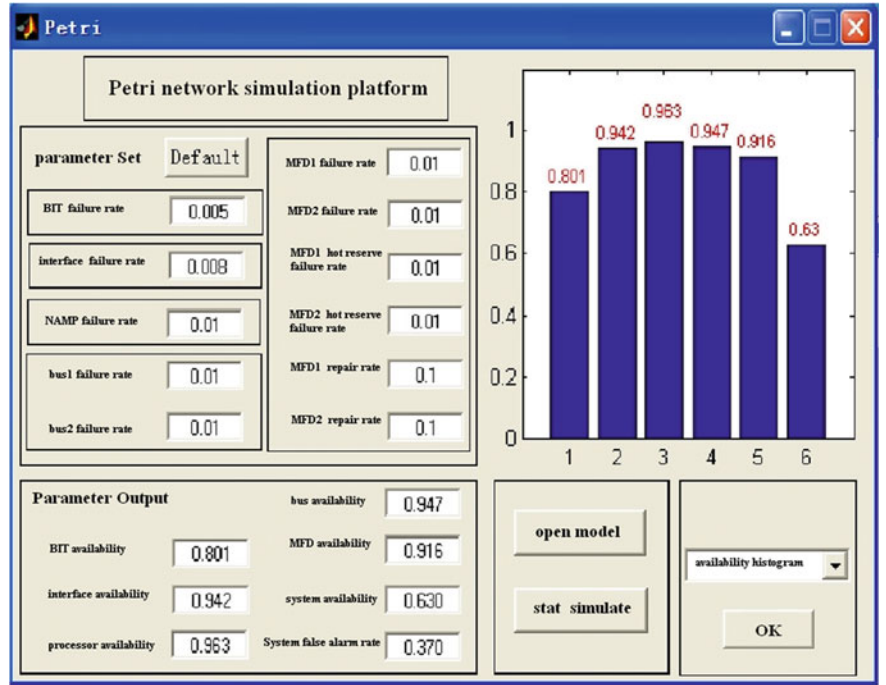 Petri
Petri network simulation platform
parameter Set
Default
BIT failure rate
0.005
interface failure rate
0.008
NAMP failure rate
0.01
bus1 failure rate
0.01
bus2 failure rate
0.01
MFD1 failure rate
0.01
MFD2 failure rate
0.01
MFD1 hot reserve
failure rate
0.01
MFD2 hot reserve
failure rate
0.01
MFD1 repair rate
0.1
MFD2 repair rate
0.1
1
0.8
0.6
0.4
0.2
0
0.801
0.942
0.963
0.947
0.916
0.63
1 2 3 4 5 6
Parameter Output
BIT availability
0.801
interface availability
0.942
processor availability
0.963
bus availability
0.947
MFD availability
0.916
system availability
0.630
System false alarm rate
0.370
open model
stat simulate
availability histogram
OK